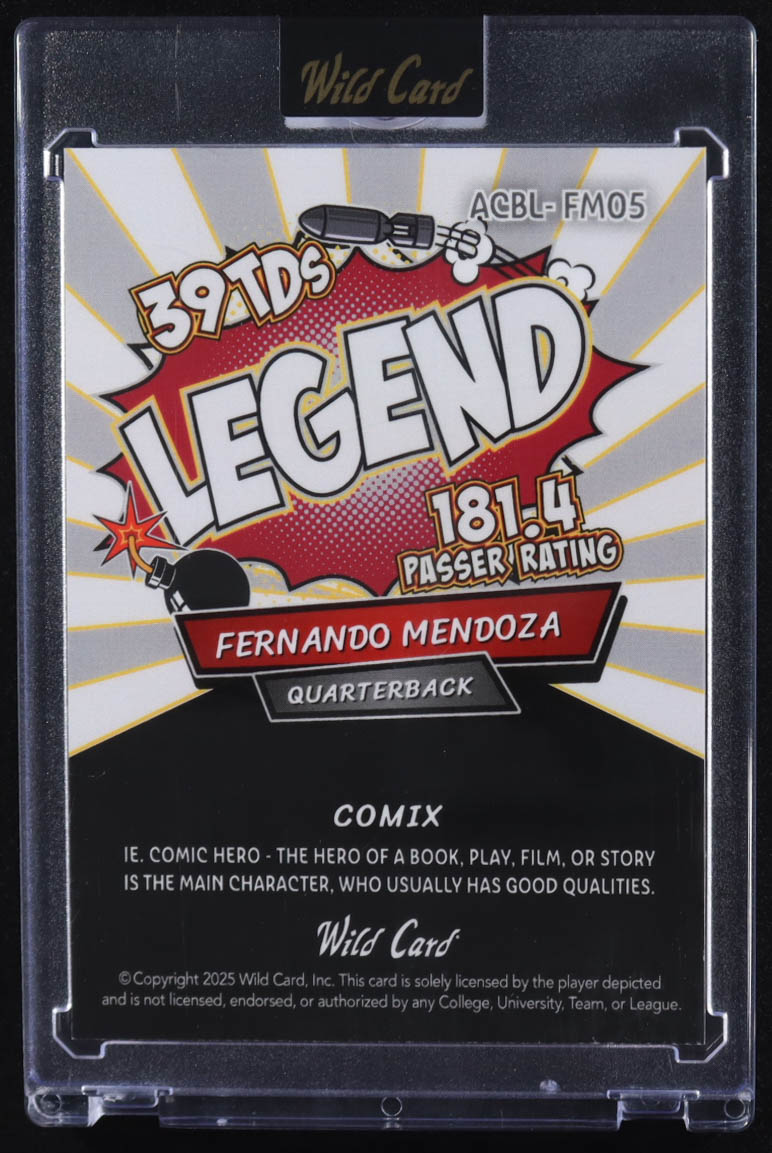 Wild Card
ACBL- FM05
39 TDS
LEGEND
181.4
PASSER RATING
FERNANDO MENDOZA
QUARTERBACK
COMIX
IE. COMIC HERO - THE HERO OF A BOOK, PLAY, FILM, OR STORY
IS THE MAIN CHARACTER, WHO USUALLY HAS GOOD QUALITIES.
Wild Card
© Copyright 2025 Wild Card, Inc. This card is solely licensed by the player depicted
and is not licensed, endorsed, or authorized by any College, University, Team, or League.